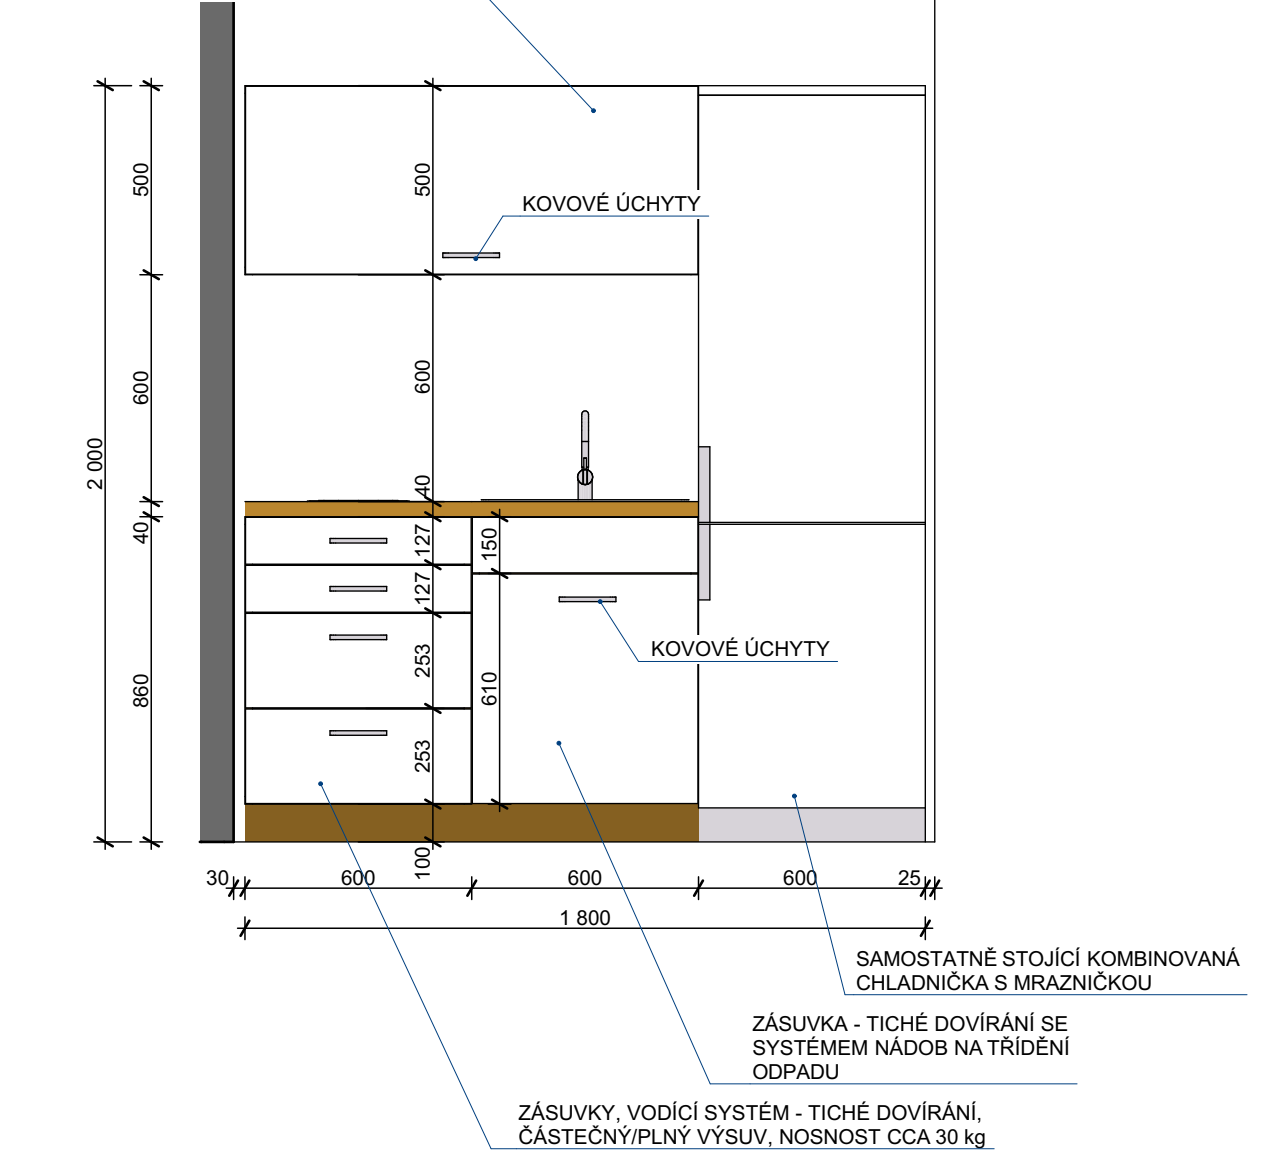 500
500
KOVOVÉ ÚCHYTY
600
600
2 000
40
40
127
150
127
KOVOVÉ ÚCHYTY
253
610
860
253
100
30
600
600
600
25
1 800
SAMOSTATNĚ STOJÍCÍ KOMBINOVANÁ
CHLADNIČKA S MRAZNIČKOU
ZÁSUVKA - TICHÉ DOVÍRÁNÍ SE
SYSTÉMEM NÁDOB NA TŘÍDĚNÍ
ODPADU
ZÁSUVKY, VODÍCÍ SYSTÉM - TICHÉ DOVÍRÁNÍ,
ČÁSTEČNÝ/PLNÝ VÝSUV, NOSNOST CCA 30 kg